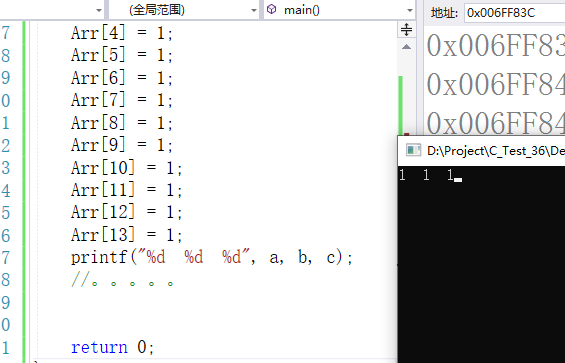 (全局范围) main() 地址: 0x006FF83C
7 Arr[4] = 1;
8 Arr[5] = 1;
9 Arr[6] = 1;
0 Arr[7] = 1;
1 Arr[8] = 1;
2 Arr[9] = 1;
3 Arr[10] = 1;
4 Arr[11] = 1;
5 Arr[12] = 1;
6 Arr[13] = 1;
7 printf("%d  %d  %d", a, b, c);
8 //。。。。。
9
0
1 return 0;
0x006FF83
0x006FF84
0x006FF84
D:\Project\C_Test_36\De
1  1  1